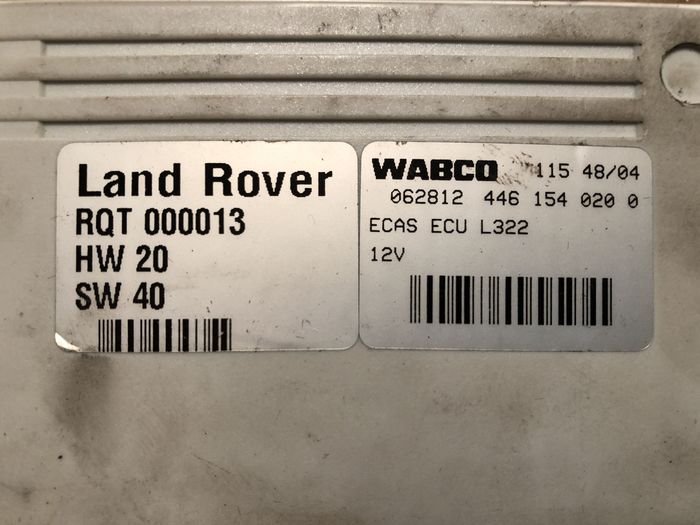 Land Rover
RQT 000013
HW 20
SW 40
WABCO 115 48/04
062812 446 154 020 0
ECAS ECU L322
12V